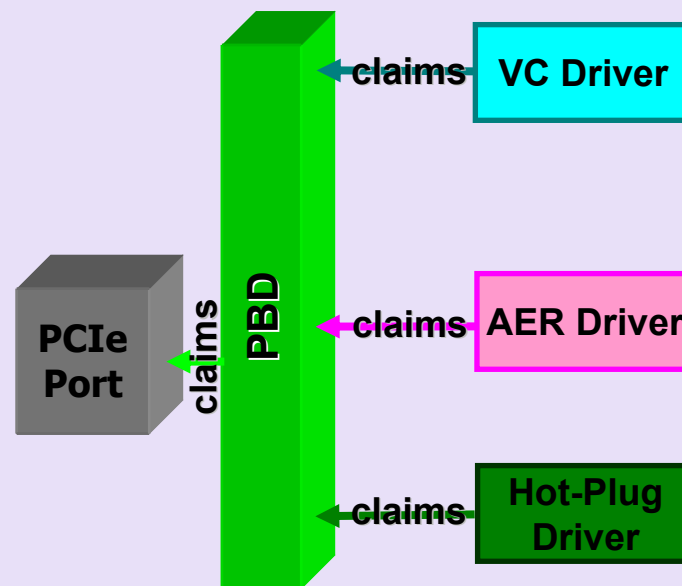 claims
VC Driver
PBD
PCIe
Port
claims
claims
AER Driver
claims
Hot-Plug
Driver